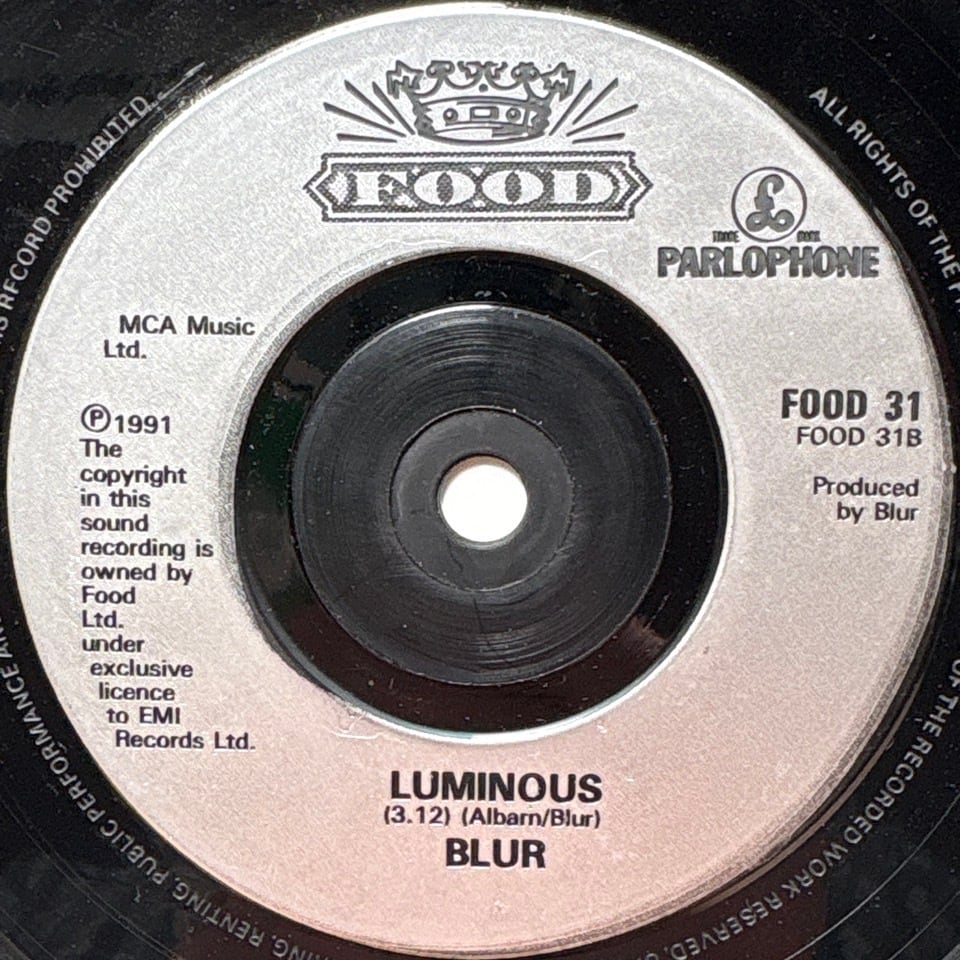 FOOD
TRADE MARK
PARLOPHONE
MCA Music
Ltd.
FOOD 31
FOOD 31B
Produced
by Blur
Ⓟ1991
The
copyright
in this
sound
recording is
owned by
Food
Ltd.
under
exclusive
licence
to EMI
Records Ltd.
LUMINOUS
(3.12) (Albarn/Blur)
BLUR
ALL RIGHTS OF THE
OF THE RECORDED WORK RESERVED.
RENTING, PUBLIC PERFORMANCE
RECORD PROHIBITED